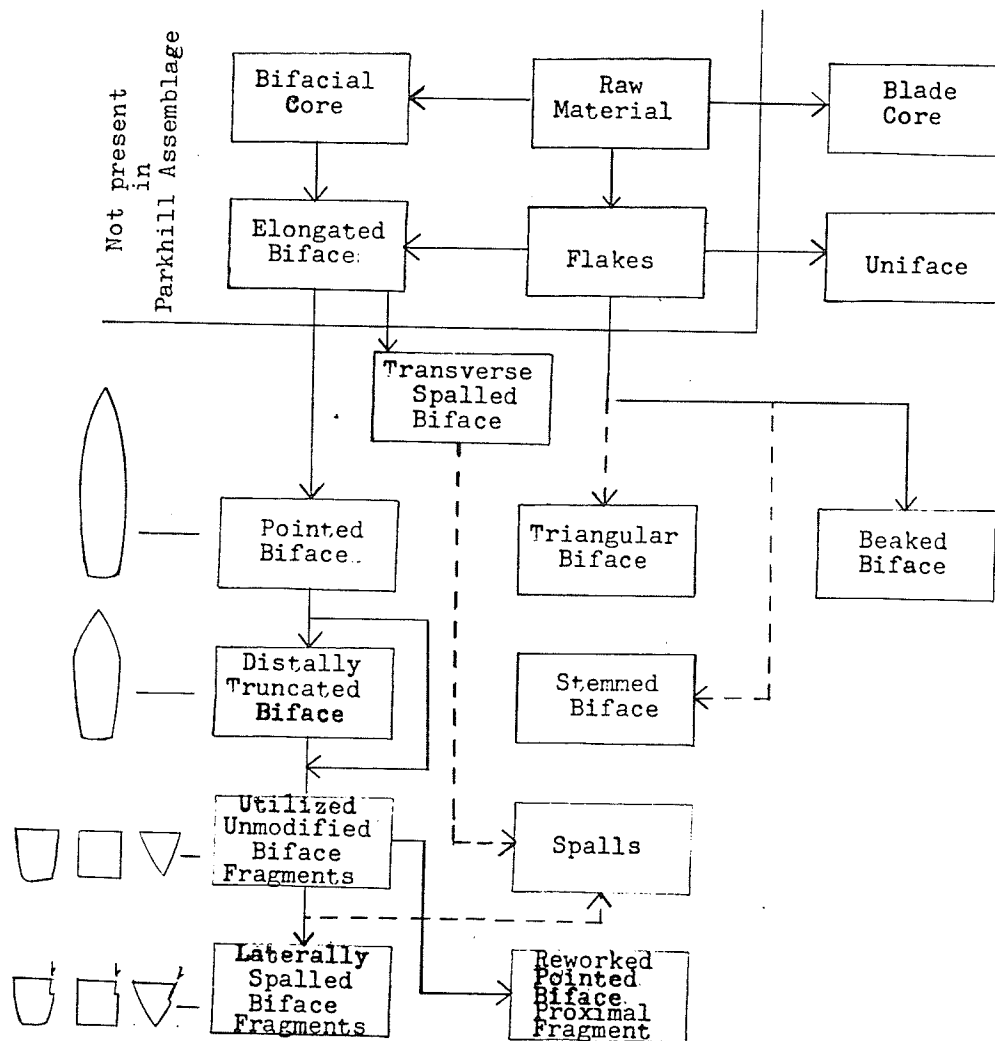 Not present
in
Parkhill Assemblage
Bifacial
Core
Raw
Material
Blade
Core
Elongated
Biface
Flakes
Uniface
Transverse
Spalled
Biface
Pointed
Biface
Triangular
Biface
Beaked
Biface
Distally
Truncated
Biface
Stemmed
Biface
Utilized
Unmodified
Biface
Fragments
Spalls
Laterally
Spalled
Biface
Fragments
Reworked
Pointed
Biface
Proximal
Fragment